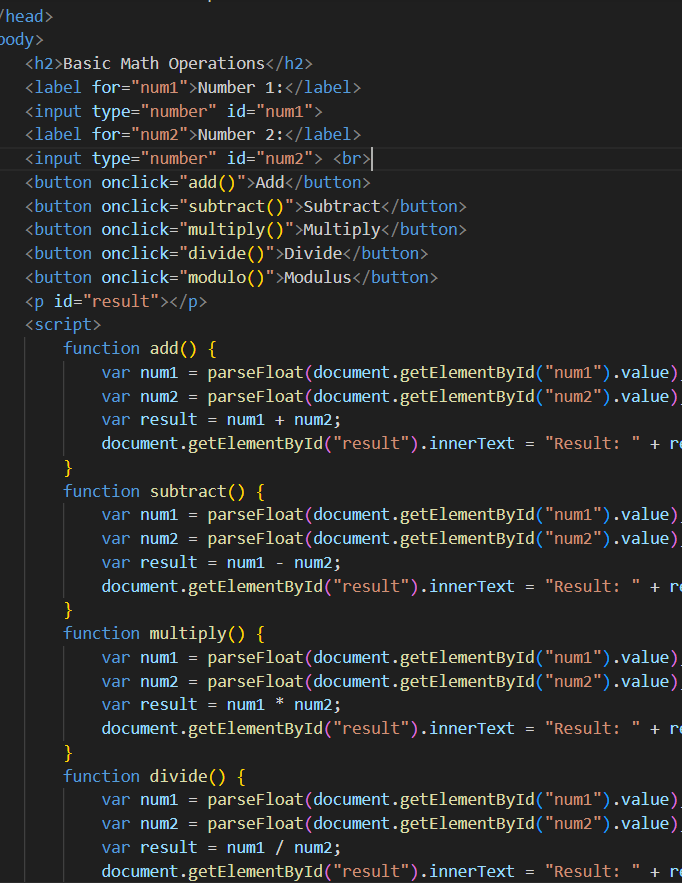 /head>
body>
<h2>Basic Math Operations</h2>
<label for="num1">Number 1:</label>
<input type="number" id="num1">
<label for="num2">Number 2:</label>
<input type="number" id="num2"> <br>
<button onclick="add()">Add</button>
<button onclick="subtract()">Subtract</button>
<button onclick="multiply()">Multiply</button>
<button onclick="divide()">Divide</button>
<button onclick="modulo()">Modulus</button>
<p id="result"></p>
<script>
function add() {
var num1 = parseFloat(document.getElementById("num1").value)
var num2 = parseFloat(document.getElementById("num2").value)
var result = num1 + num2;
document.getElementById("result").innerText = "Result: " + re
}
function subtract() {
var num1 = parseFloat(document.getElementById("num1").value)
var num2 = parseFloat(document.getElementById("num2").value)
var result = num1 - num2;
document.getElementById("result").innerText = "Result: " + re
}
function multiply() {
var num1 = parseFloat(document.getElementById("num1").value)
var num2 = parseFloat(document.getElementById("num2").value)
var result = num1 * num2;
document.getElementById("result").innerText = "Result: " + re
}
function divide() {
var num1 = parseFloat(document.getElementById("num1").value)
var num2 = parseFloat(document.getElementById("num2").value)
var result = num1 / num2;
document.getElementById("result").innerText = "Result: " + re